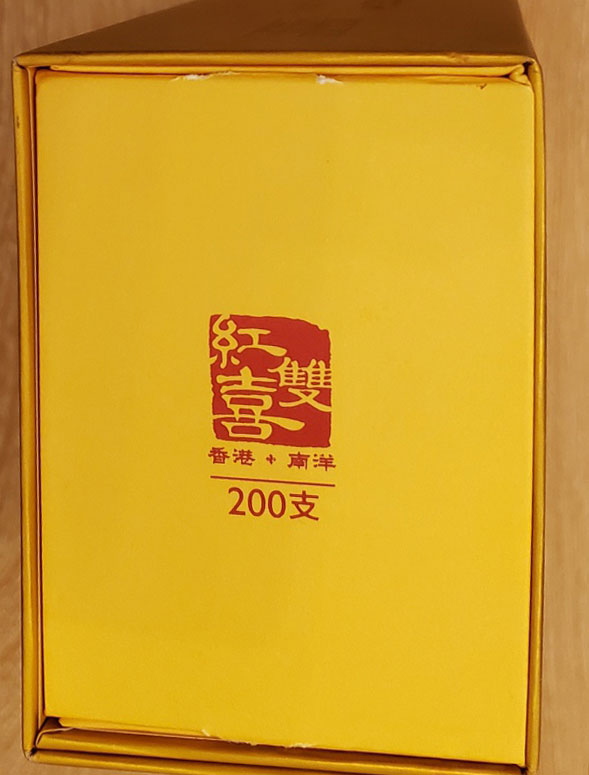 紅雙喜
香港 · 南洋
200支